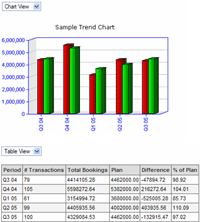 Chart View
Sample Trend Chart
6,000,000
5,000,000
4,000,000
3,000,000
2,000,000
1,000,000
0
Q3 04
Q4 04
Q1 05
Q2 05
Q3 05
Table View
Period # Transactions Total Bookings Plan Difference % of Plan
Q3 04 79 4414105.28 4462000.00 -47894.72 98.92
Q4 04 105 5598272.64 5382000.00 216272.64 104.01
Q1 05 61 3154994.72 3680000.00 -525005.28 85.73
Q2 05 99 4405935.56 4002000.00 403935.56 110.09
Q3 05 100 4329084.53 4462000.00 -132915.47 97.02